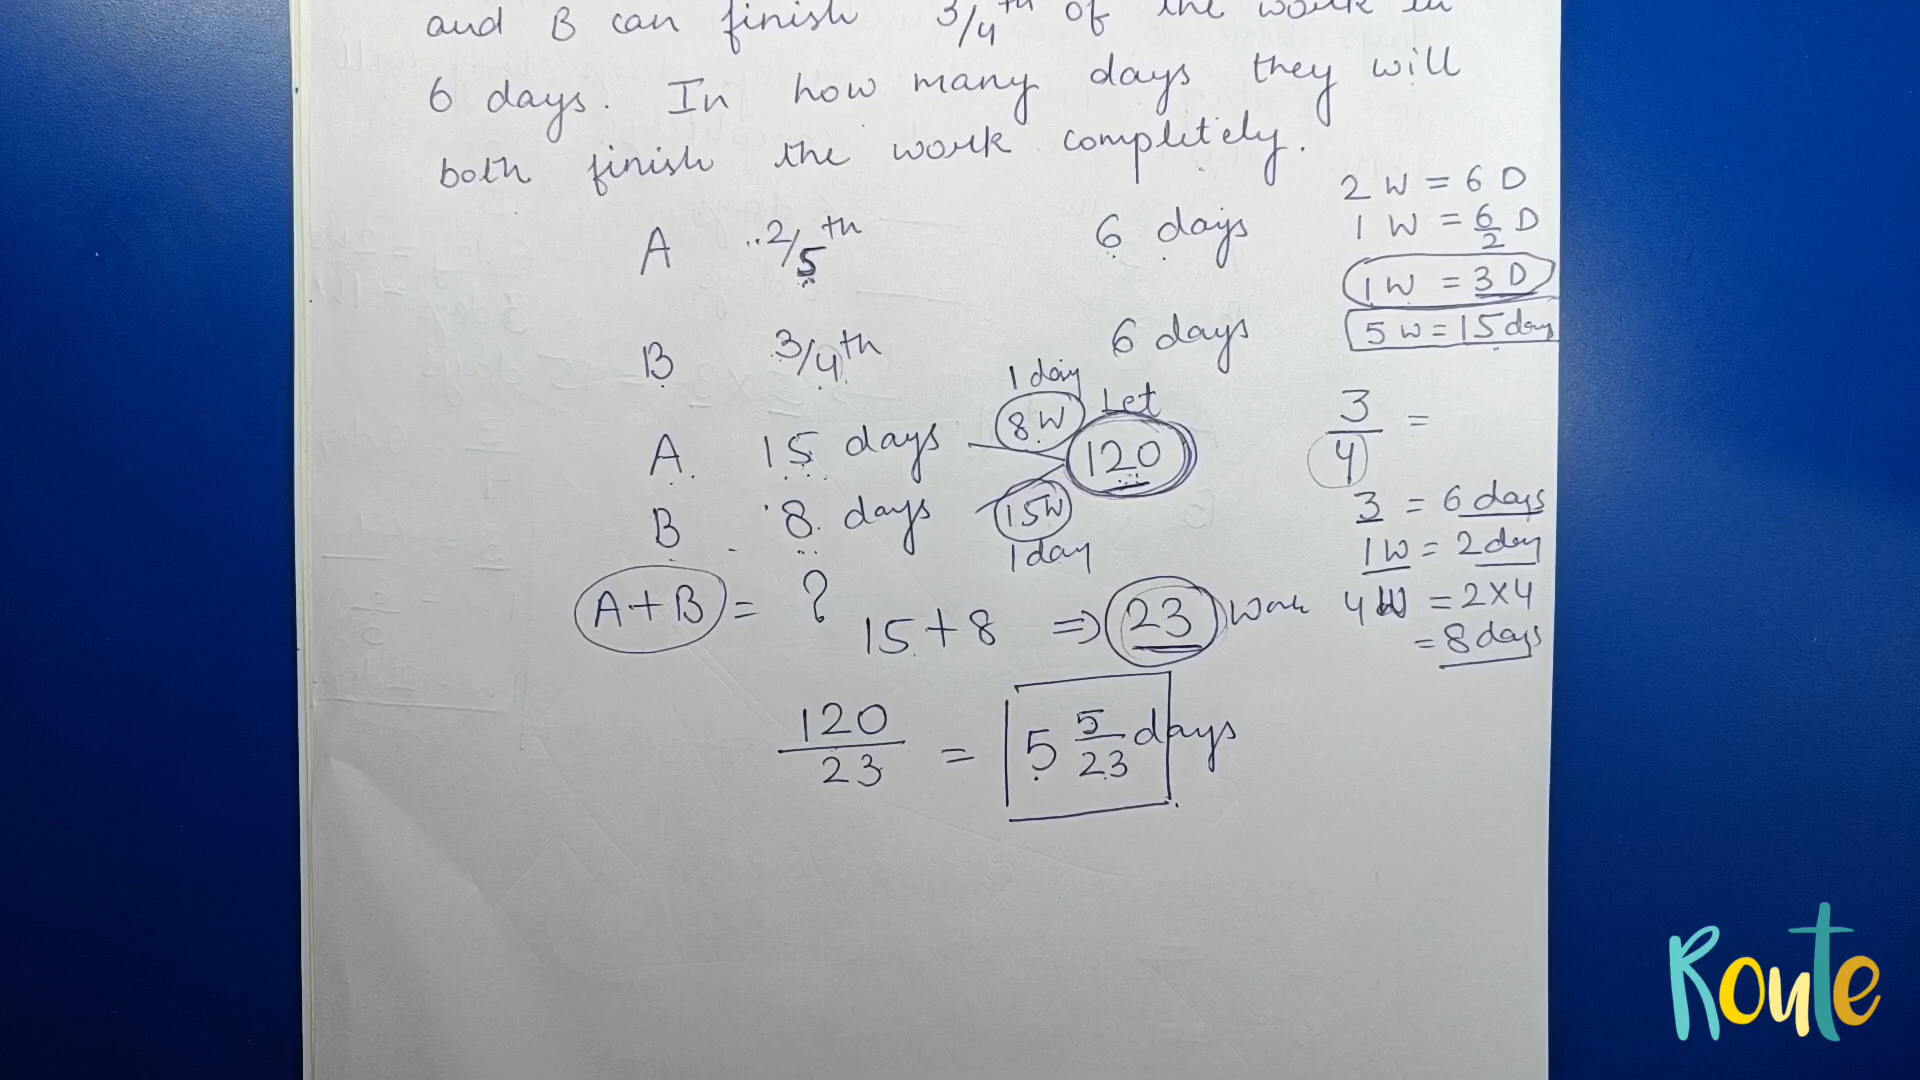 and B can finish 3/4th of the work in
6 days. In how many days they will
both finish the work completely.
A 2/5th 6 days
B 3/4th 6 days
A 15 days
B 8 days
1 day
8 W
Let
120
15W
1 day
A+B = ? 15+8 ⇒ 23 Work
120/23 = 5 5/23 days
2 W = 6 D
1 W = 6/2 D
1 W = 3 D
5 W = 15 days
3/4 =
3 = 6 days
1W = 2 day
4W = 2×4
= 8 days
Route